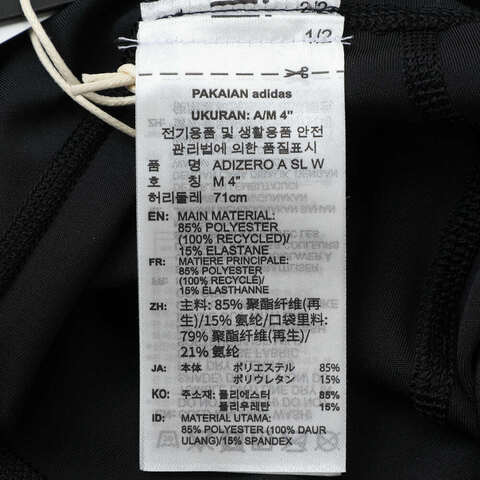 2/2
1/2
PAKAIAN adidas
UKURAN: A/M 4"
전기용품 및 생활용품 안전
관리법에 의한 품질표시
품 명 ADIZERO A SL W
호 칭 M 4"
허리둘레 71cm
EN: MAIN MATERIAL:
85% POLYESTER
(100% RECYCLED)/
15% ELASTANE
FR: MATIERE PRINCIPALE:
85% POLYESTER
(100% RECYCLÉ)/
15% ÉLASTHANNE
ZH: 主料: 85% 聚酯纤维(再
生)/15% 氨纶/口袋里料:
79% 聚酯纤维(再生)/
21% 氨纶
JA: 本体 ポリエステル 85%
ポリウレタン 15%
KO: 주소재: 폴리에스터 85%
폴리우레탄 15%
ID: MATERIAL UTAMA:
85% POLYESTER (100% DAUR
ULANG)/15% SPANDEX